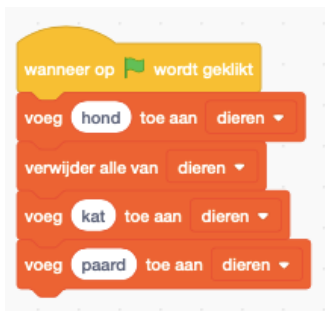 wanneer op wordt geklikt
voeg hond toe aan dieren
verwijder alle van dieren
voeg kat toe aan dieren
voeg paard toe aan dieren